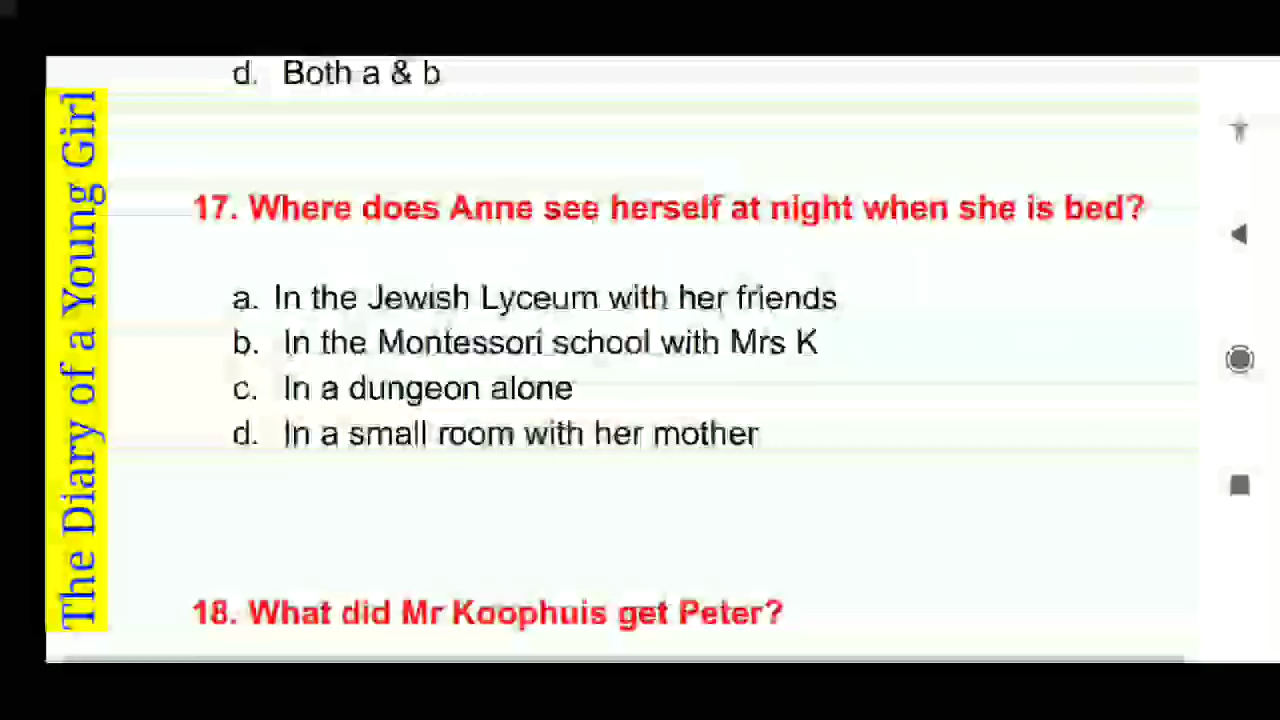 d. Both a & b
The Diary of a Young Girl
17. Where does Anne see herself at night when she is bed?
a. In the Jewish Lyceum with her friends
b. In the Montessori school with Mrs K
c. In a dungeon alone
d. In a small room with her mother
18. What did Mr Koophuis get Peter?